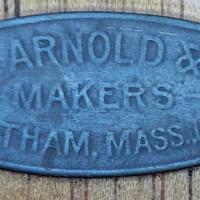 ARNOLD &
MAKERS
THAM, MASS.